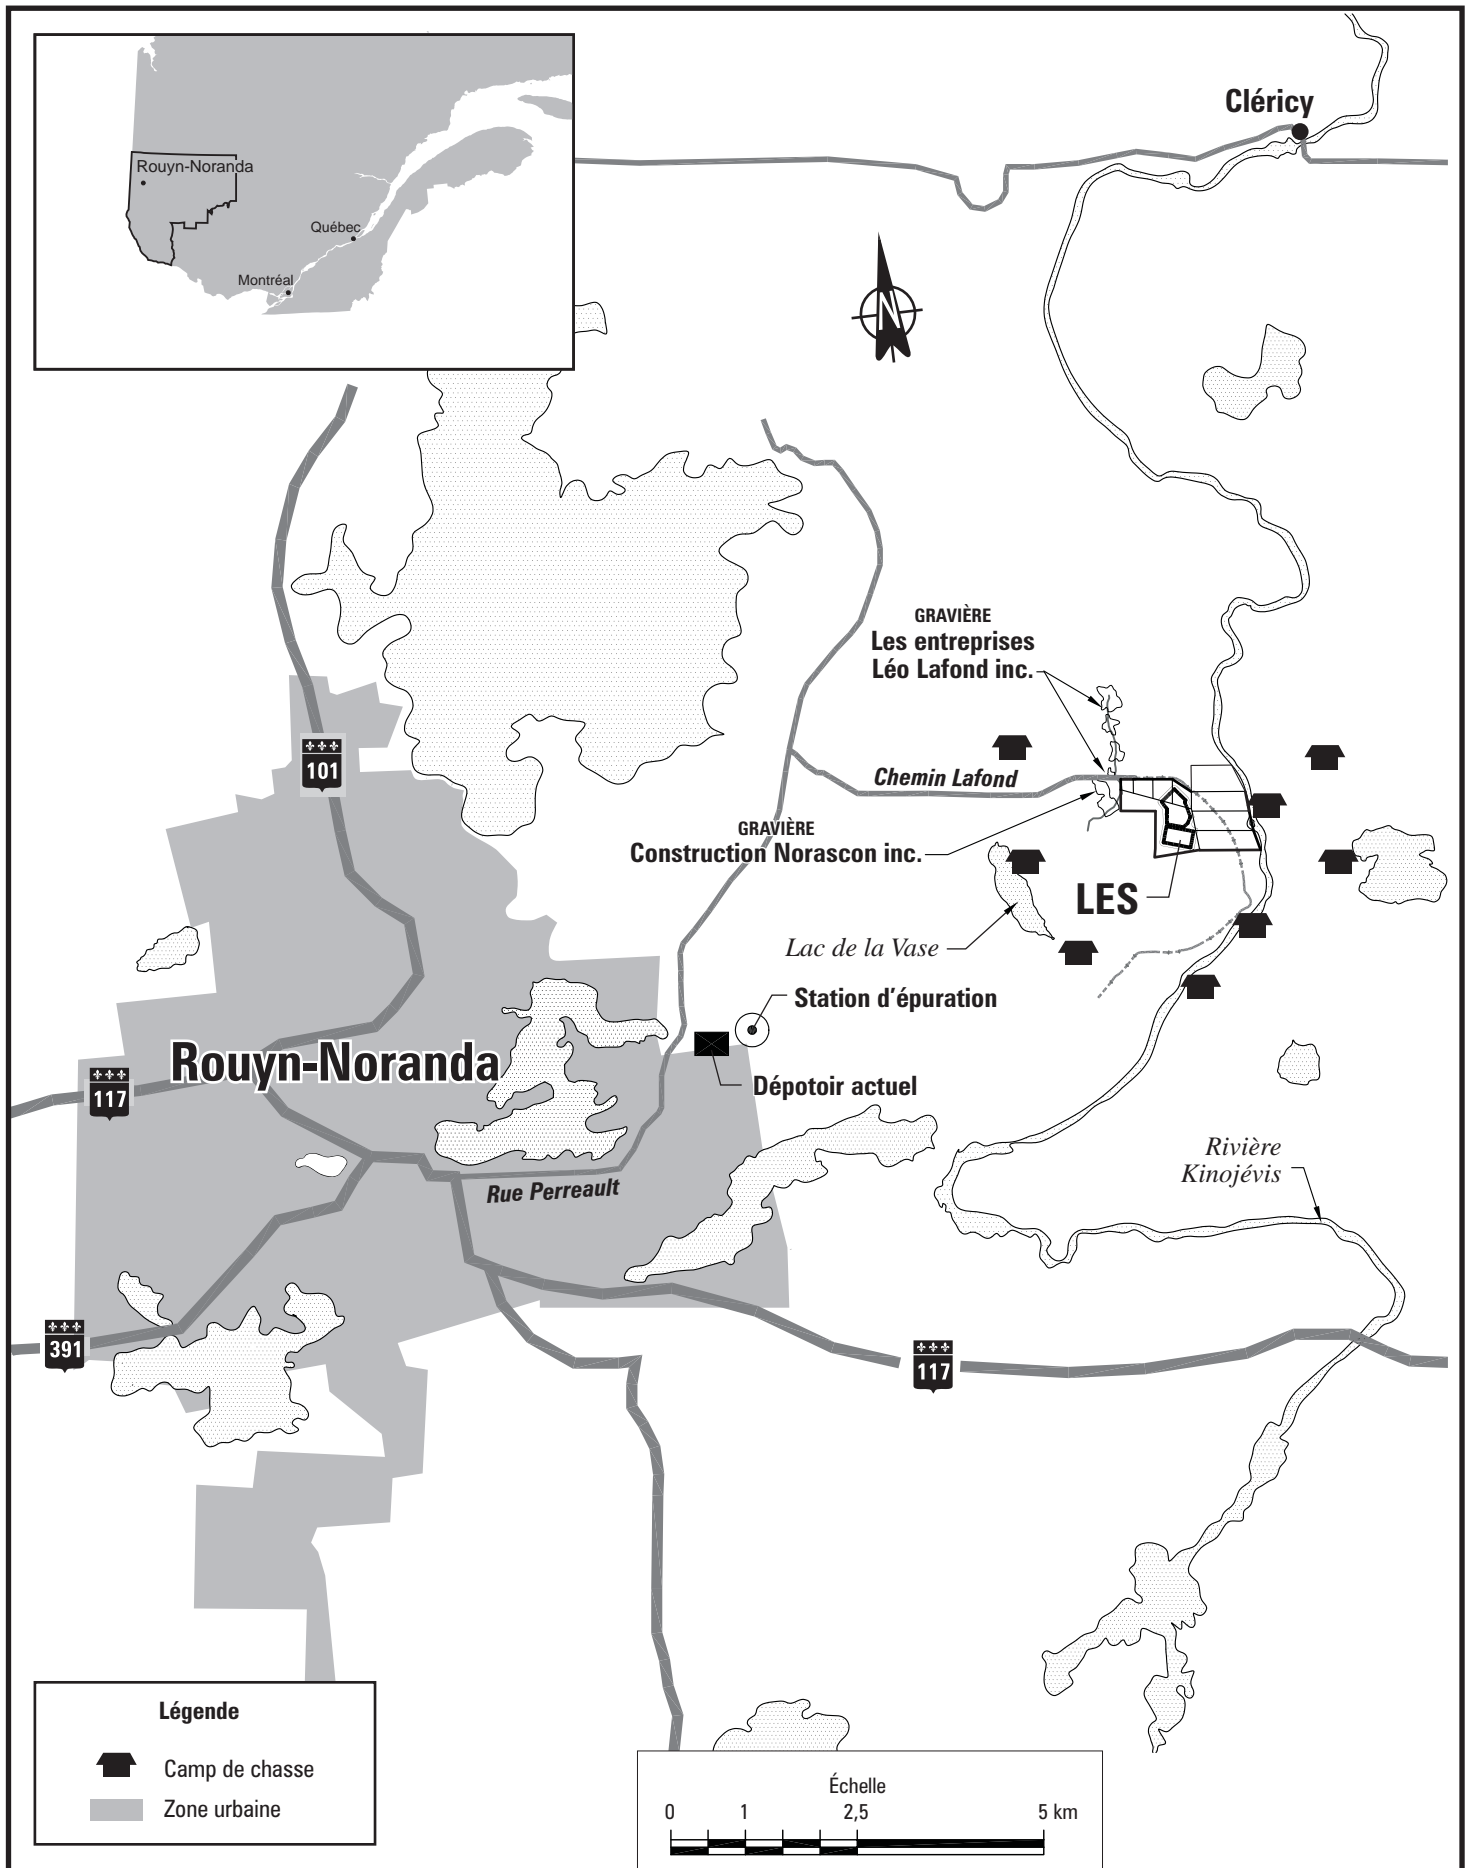 Rouyn-Noranda
Québec
Montréal
Cléricy
N
GRAVIÈRE
Les entreprises
Léo Lafond inc.
101
Chemin Lafond
GRAVIÈRE
Construction Norascon inc.
LES
Lac de la Vase
Station d'épuration
Rouyn-Noranda
117
Dépotoir actuel
Rivière
Kinojévis
Rue Perreault
391
117
Légende
Camp de chasse
Zone urbaine
Échelle
0 1 2,5 5 km